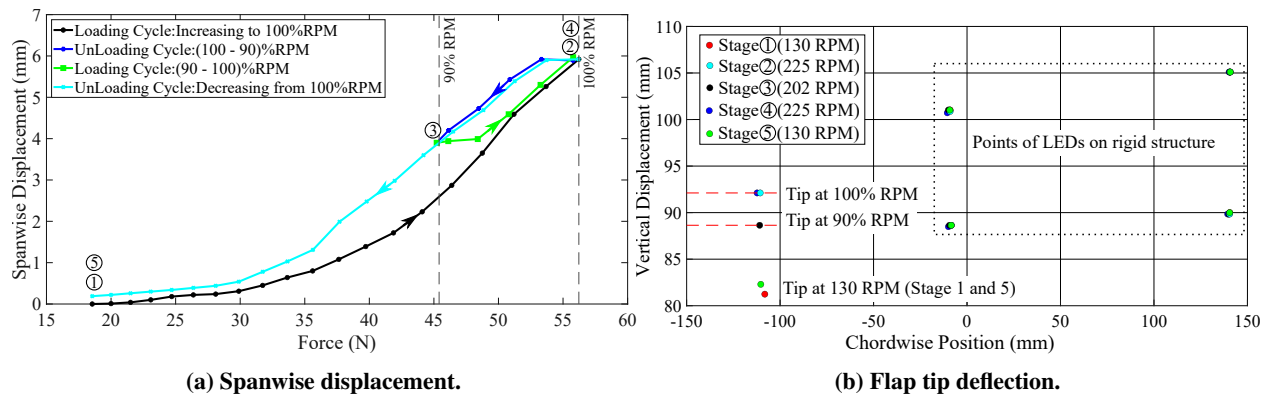 Loading Cycle:Increasing to 100%RPM
UnLoading Cycle:(100 - 90)%RPM
Loading Cycle:(90 - 100)%RPM
UnLoading Cycle:Decreasing from 100%RPM
90% RPM
100% RPM
④
②
③
⑤
①
7
6
5
4
3
2
1
0
Spanwise Displacement (mm)
15 20 25 30 35 40 45 50 55 60
Force (N)
(a) Spanwise displacement.
Stage①(130 RPM)
Stage②(225 RPM)
Stage③(202 RPM)
Stage④(225 RPM)
Stage⑤(130 RPM)
Points of LEDs on rigid structure
Tip at 100% RPM
Tip at 90% RPM
Tip at 130 RPM (Stage 1 and 5)
110
105
100
95
90
85
80
Vertical Displacement (mm)
-150 -100 -50 0 50 100 150
Chordwise Position (mm)
(b) Flap tip deflection.